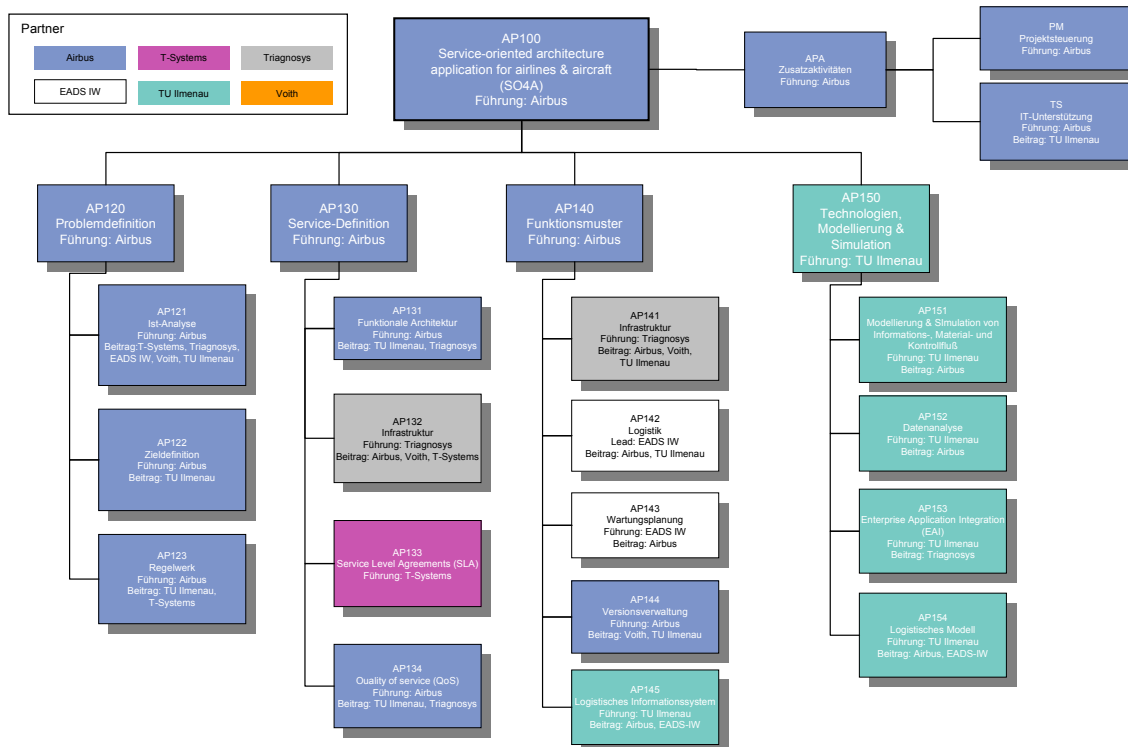 Partner
Airbus
T-Systems
Triagnosys
EADS IW
TU Ilmenau
Voith
AP100
Service-oriented architecture
application for airlines & aircraft
(SO4A)
Führung: Airbus
APA
Zusatzaktivitäten
Führung: Airbus
PM
Projektsteuerung
Führung: Airbus
TS
IT-Unterstützung
Führung: Airbus
Beitrag: TU Ilmenau
AP120
Problemdefinition
Führung: Airbus
AP121
Ist-Analyse
Führung: Airbus
Beitrag:T-Systems, Triagnosys,
EADS IW, Voith, TU Ilmenau
AP122
Zieldefinition
Führung: Airbus
Beitrag: TU Ilmenau
AP123
Regelwerk
Führung: Airbus
Beitrag: TU Ilmenau,
T-Systems
AP130
Service-Definition
Führung: Airbus
AP131
Funktionale Architektur
Führung: Airbus
Beitrag: TU Ilmenau, Triagnosys
AP132
Infrastruktur
Führung: Triagnosys
Beitrag: Airbus, Voith, T-Systems
AP133
Service Level Agreements (SLA)
Führung: T-Systems
AP134
Quality of service (QoS)
Führung: Airbus
Beitrag: TU Ilmenau, Triagnosys
AP140
Funktionsmuster
Führung: Airbus
AP141
Infrastruktur
Führung: Triagnosys
Beitrag: Airbus, Voith,
TU Ilmenau
AP142
Logistik
Lead: EADS IW
Beitrag: Airbus, TU Ilmenau
AP143
Wartungsplanung
Führung: EADS IW
Beitrag: Airbus
AP144
Versionsverwaltung
Führung: Airbus
Beitrag: Voith, TU Ilmenau
AP145
Logistisches Informationssystem
Führung: TU Ilmenau
Beitrag: Airbus, EADS-IW
AP150
Technologien,
Modellierung &
Simulation
Führung: TU Ilmenau
AP151
Modellierung & SImulation von
Informations-, Material- und
Kontrollfluß
Führung: TU Ilmenau
Beitrag: Airbus
AP152
Datenanalyse
Führung: TU Ilmenau
Beitrag: Airbus
AP153
Enterprise Application Integration
(EAI)
Führung: TU Ilmenau
Beitrag: Triagnosys
AP154
Logistisches Modell
Führung: TU Ilmenau
Beitrag: Airbus, EADS-IW